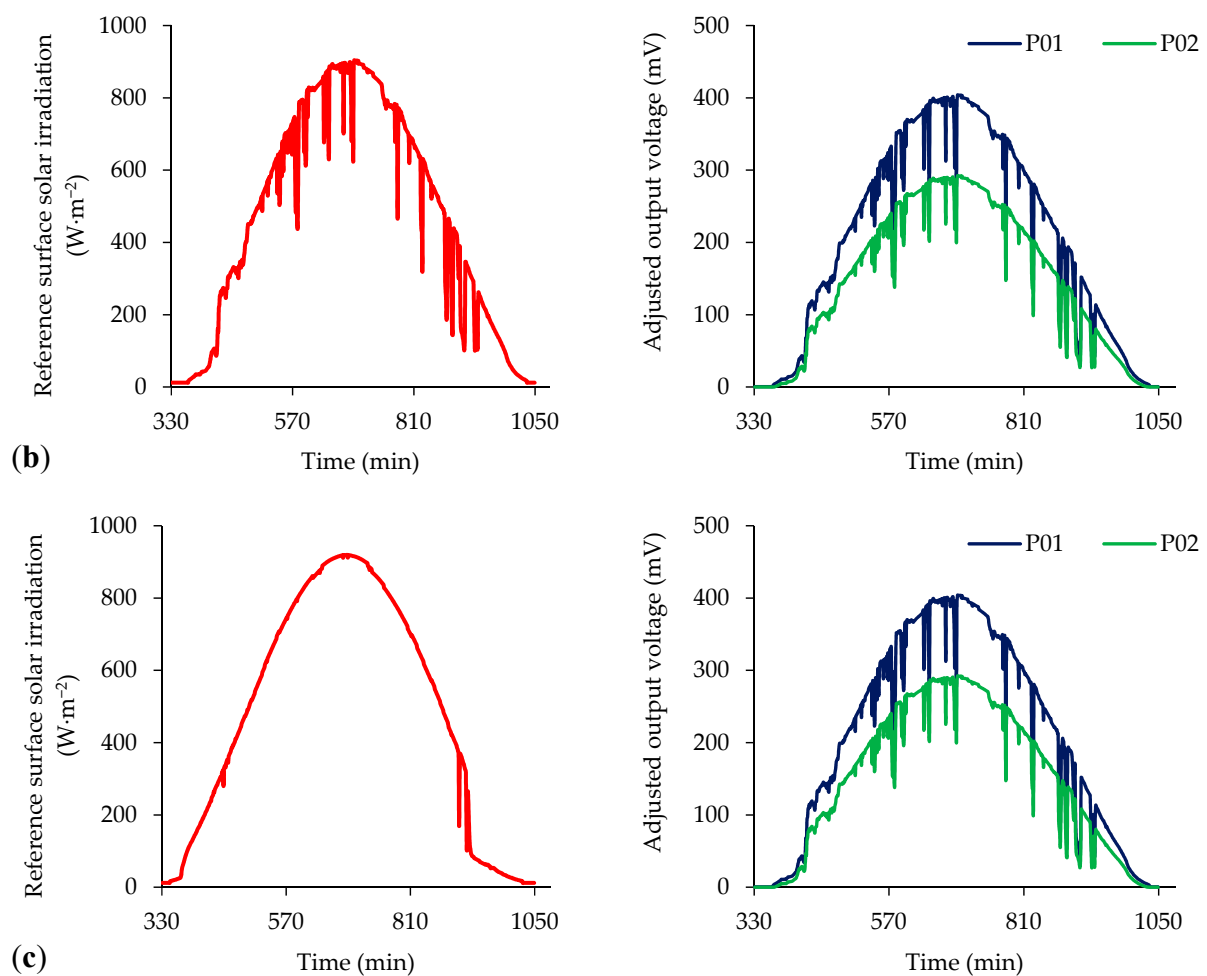 Reference surface solar irradiation
(W·m⁻²)
1000
800
600
400
200
0
330
570
810
1050
Time (min)
(b)
Adjusted output voltage (mV)
500
400
300
200
100
0
P01
P02
330
570
810
1050
Time (min)
Reference surface solar irradiation
(W·m⁻²)
1000
800
600
400
200
0
330
570
810
1050
Time (min)
(c)
Adjusted output voltage (mV)
500
400
300
200
100
0
P01
P02
330
570
810
1050
Time (min)